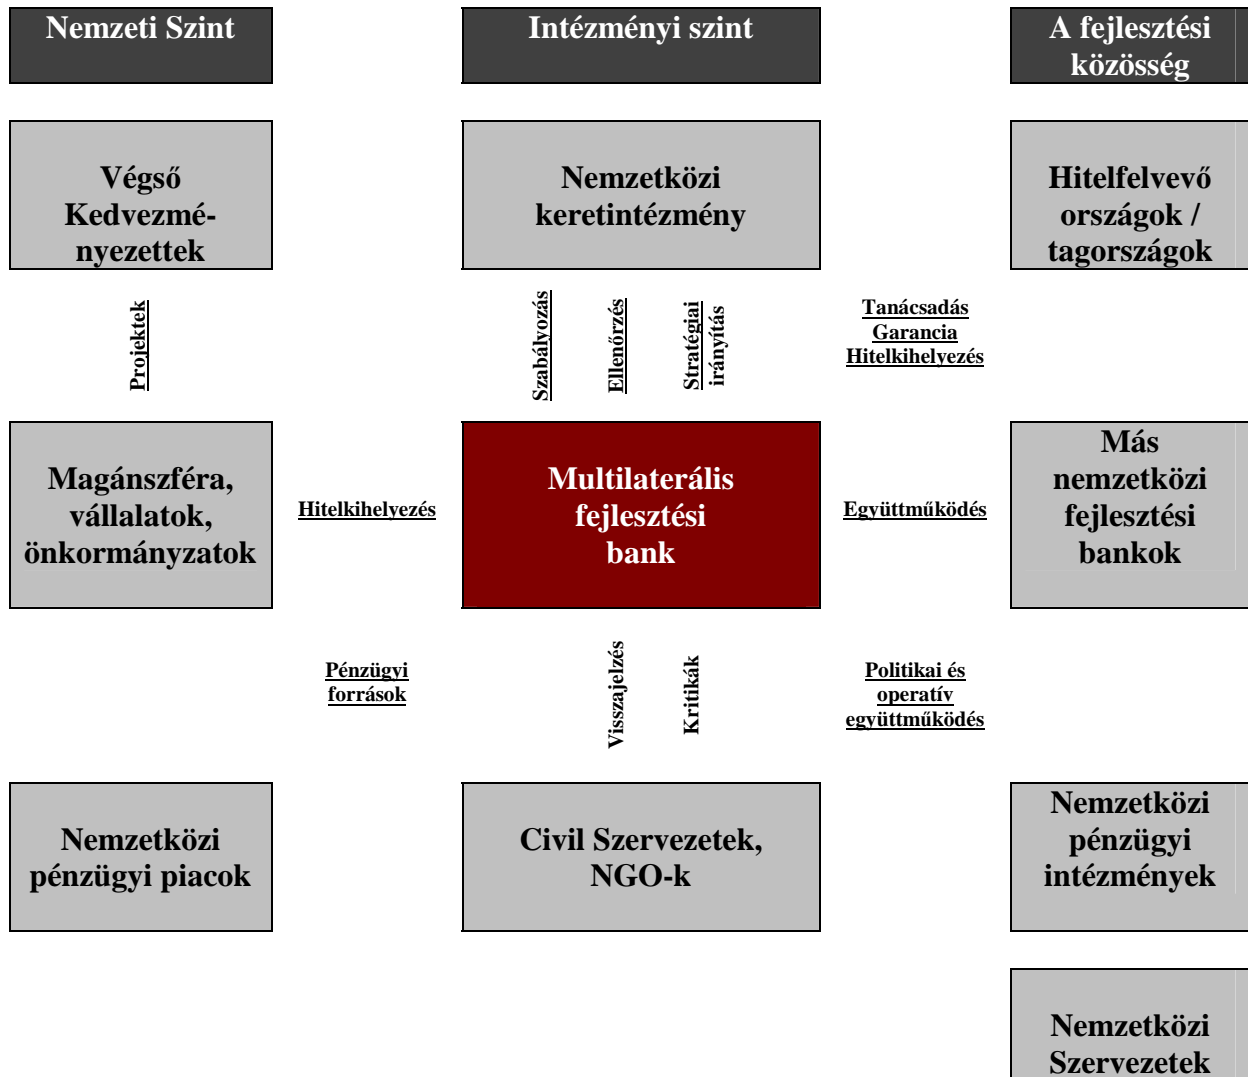 Nemzeti Szint
Intézményi szint
A fejlesztési
közösség
Végső
Kedvezmé-
nyezettek
Nemzetközi
keretintézmény
Hitelfelvevő
országok /
tagországok
Projektek
Szabályozás
Ellenőrzés
Stratégiai
irányítás
Tanácsadás
Garancia
Hitelkihelyezés
Magánszféra,
vállalatok,
önkormányzatok
Hitelkihelyezés
Multilaterális
fejlesztési
bank
Együttműködés
Más
nemzetközi
fejlesztési
bankok
Pénzügyi
források
Visszajelzés
Kritikák
Politikai és
operatív
együttműködés
Nemzetközi
pénzügyi piacok
Civil Szervezetek,
NGO-k
Nemzetközi
pénzügyi
intézmények
Nemzetközi
Szervezetek